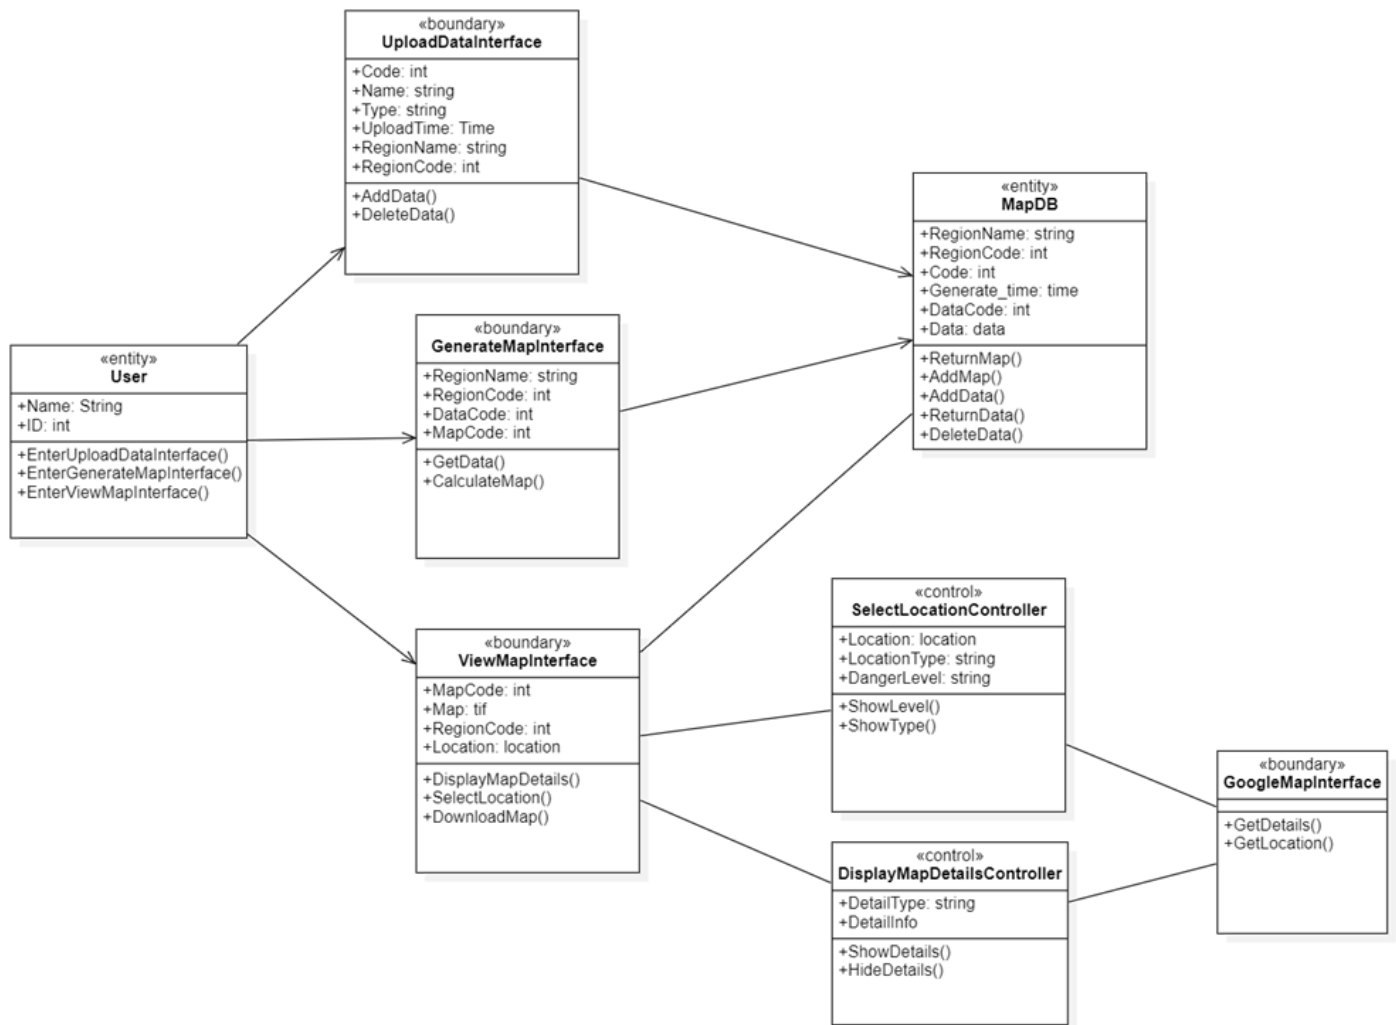 «boundary»
UploadDataInterface
+Code: int
+Name: string
+Type: string
+UploadTime: Time
+RegionName: string
+RegionCode: int
+AddData()
+DeleteData()
«entity»
MapDB
+RegionName: string
+RegionCode: int
+Code: int
+Generate_time: time
+DataCode: int
+Data: data
+ReturnMap()
+AddMap()
+AddData()
+ReturnData()
+DeleteData()
«boundary»
GenerateMapInterface
+RegionName: string
+RegionCode: int
+DataCode: int
+MapCode: int
+GetData()
+CalculateMap()
«entity»
User
+Name: String
+ID: int
+EnterUploadDataInterface()
+EnterGenerateMapInterface()
+EnterViewMapInterface()
«boundary»
ViewMapInterface
+MapCode: int
+Map: tif
+RegionCode: int
+Location: location
+DisplayMapDetails()
+SelectLocation()
+DownloadMap()
«control»
SelectLocationController
+Location: location
+LocationType: string
+DangerLevel: string
+ShowLevel()
+ShowType()
«boundary»
GoogleMapInterface
+GetDetails()
+GetLocation()
«control»
DisplayMapDetailsController
+DetailType: string
+DetailInfo
+ShowDetails()
+HideDetails()